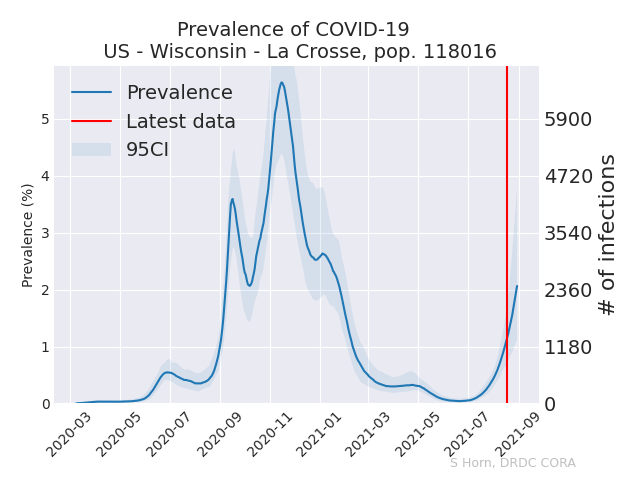 Prevalence of COVID-19
US - Wisconsin - La Crosse, pop. 118016
Prevalence
Latest data
95CI
Prevalence (%)
5
4
3
2
1
0
5900
4720
3540
2360
1180
0
# of infections
2020-03
2020-05
2020-07
2020-09
2020-11
2021-01
2021-03
2021-05
2021-07
2021-09
S Horn, DRDC CORA